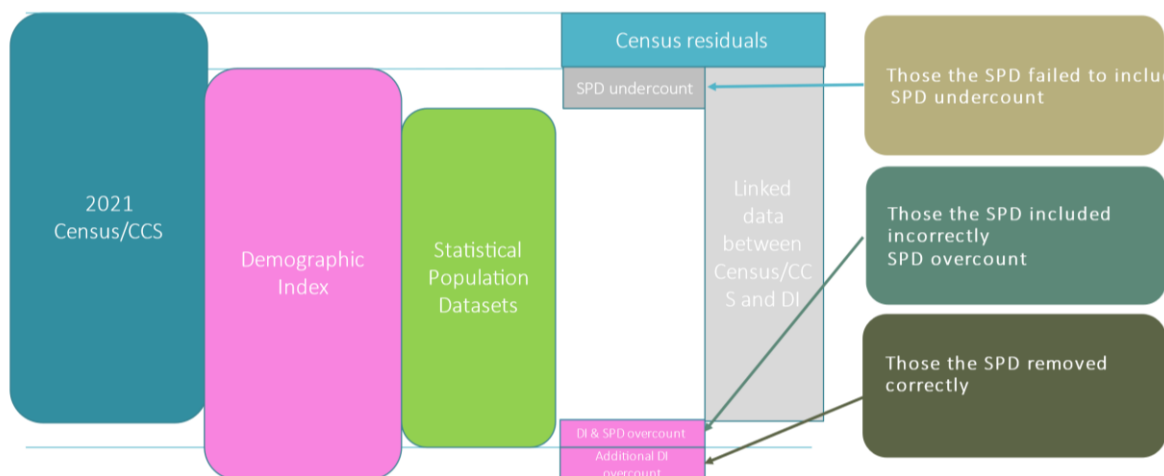 2021
Census/CCS
Demographic
Index
Statistical
Population
Datasets
Census residuals
SPD undercount
Linked
data
between
Census/CC
S and DI
DI & SPD overcount
Additional DI
overcount
Those the SPD failed to includ
SPD undercount
Those the SPD included
incorrectly
SPD overcount
Those the SPD removed
correctly